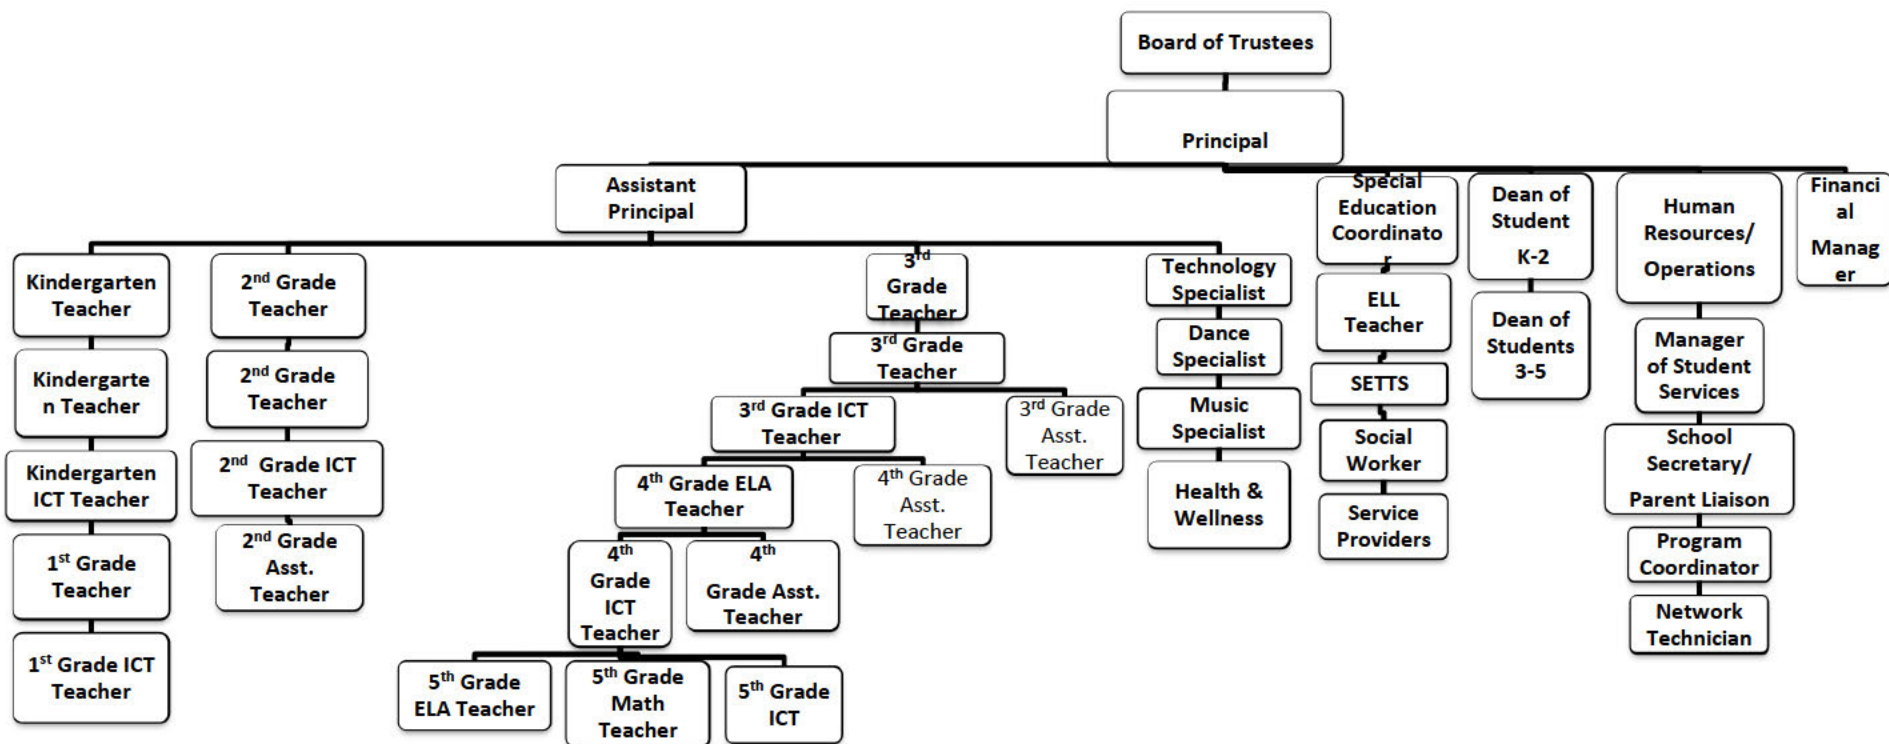 Board of Trustees
Principal
Assistant
Principal
Special
Education
Coordinato
r
Dean of
Student
K-2
Human
Resources/
Operations
Financi
al
Manag
er
Kindergarten
Teacher
2nd Grade
Teacher
3rd
Grade
Teacher
Technology
Specialist
ELL
Teacher
Dean of
Students
3-5
Manager
of Student
Services
Kindergarte
n Teacher
2nd Grade
Teacher
3rd Grade
Teacher
Dance
Specialist
SETTS
3rd Grade ICT
Teacher
3rd Grade
Asst.
Teacher
Music
Specialist
Social
Worker
School
Secretary/
Parent Liaison
Kindergarten
ICT Teacher
2nd Grade ICT
Teacher
4th Grade ELA
Teacher
4th Grade
Asst.
Teacher
Health &
Wellness
Service
Providers
Program
Coordinator
1st Grade
Teacher
2nd Grade
Asst.
Teacher
4th
Grade
ICT
Teacher
4th
Grade Asst.
Teacher
Network
Technician
1st Grade ICT
Teacher
5th Grade
ELA Teacher
5th Grade
Math
Teacher
5th Grade
ICT